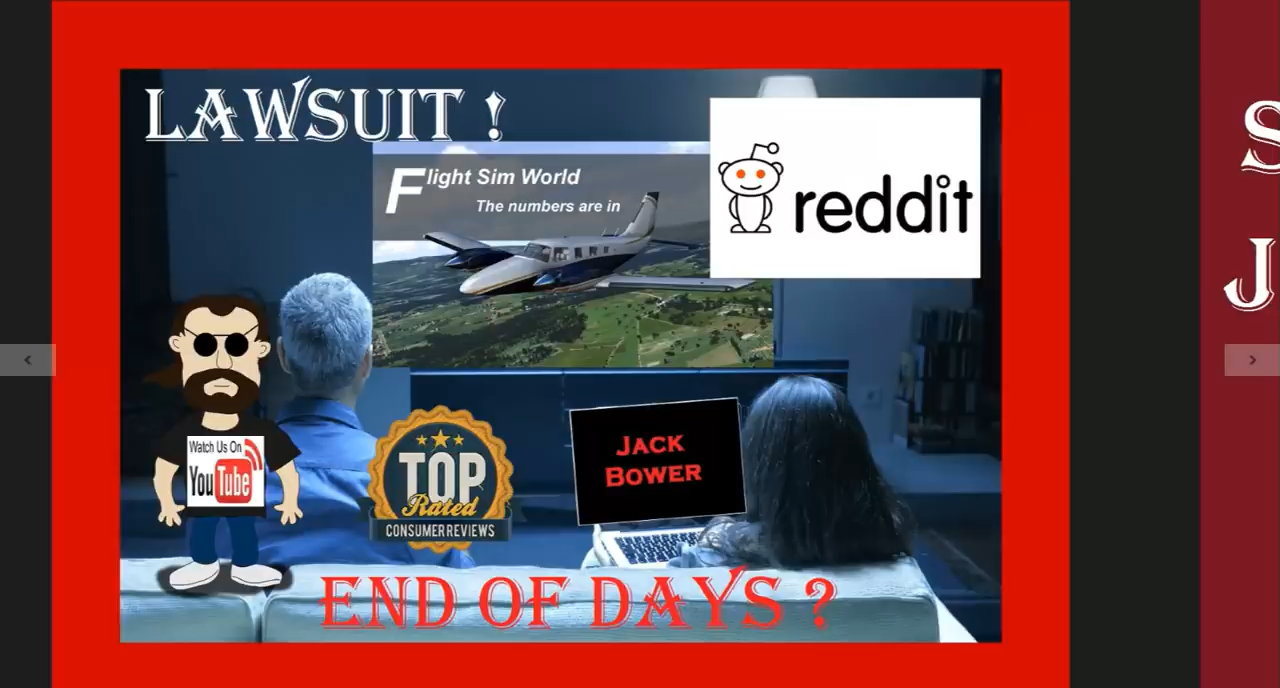 LAWSUIT !
Flight Sim World
The numbers are in
reddit
Watch Us On
YouTube
TOP
Rated
CONSUMER REVIEWS
JACK
BOWER
END OF DAYS ?
S
J